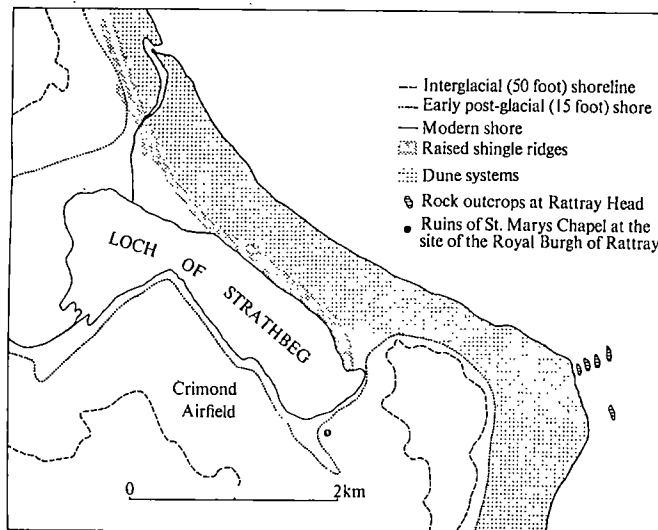 Interglacial (50 foot) shoreline
Early post-glacial (15 foot) shore
Modern shore
Raised shingle ridges
Dune systems
Rock outcrops at Rattray Head
Ruins of St. Marys Chapel at the
site of the Royal Burgh of Rattray
LOCH OF STRATHBEG
Crimond
Airfield
0 2km